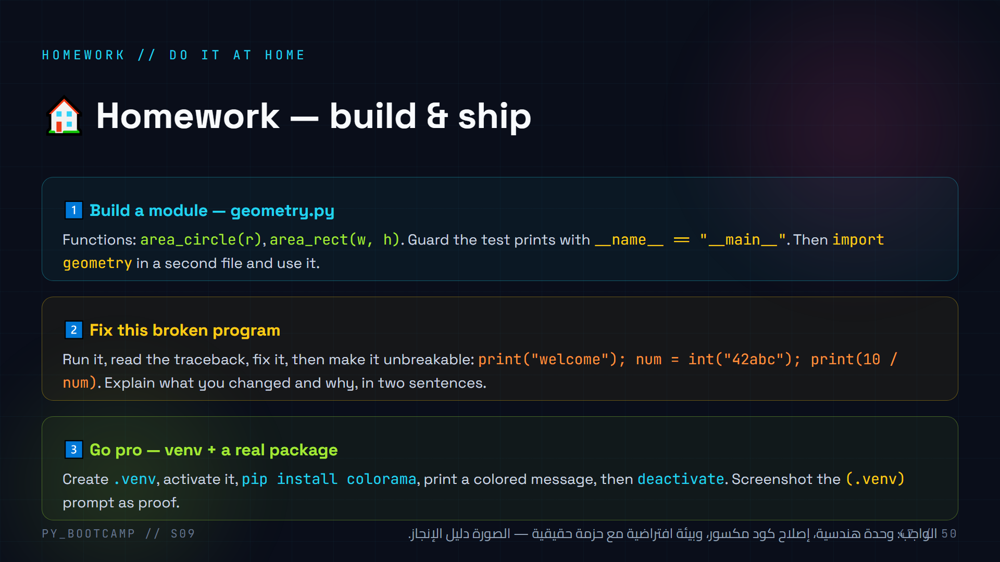 HOMEWORK // DO IT AT HOME
🏠 Homework — build & ship
1️⃣ Build a module — geometry.py
Functions: area_circle(r), area_rect(w, h). Guard the test prints with __name__ == "__main__". Then import
geometry in a second file and use it.
2️⃣ Fix this broken program
Run it, read the traceback, fix it, then make it unbreakable: print("welcome"); num = int("42abc"); print(10 /
num). Explain what you changed and why, in two sentences.
3️⃣ Go pro — venv + a real package
Create .venv, activate it, pip install colorama, print a colored message, then deactivate. Screenshot the (.venv)
prompt as proof.
PY_BOOTCAMP // S09
الواجب: وحدة هندسية، إصلاح كود مكسور، وبيئة افتراضية مع حزمة حقيقية — الصورة دليل الإنجاز.
47 / 50